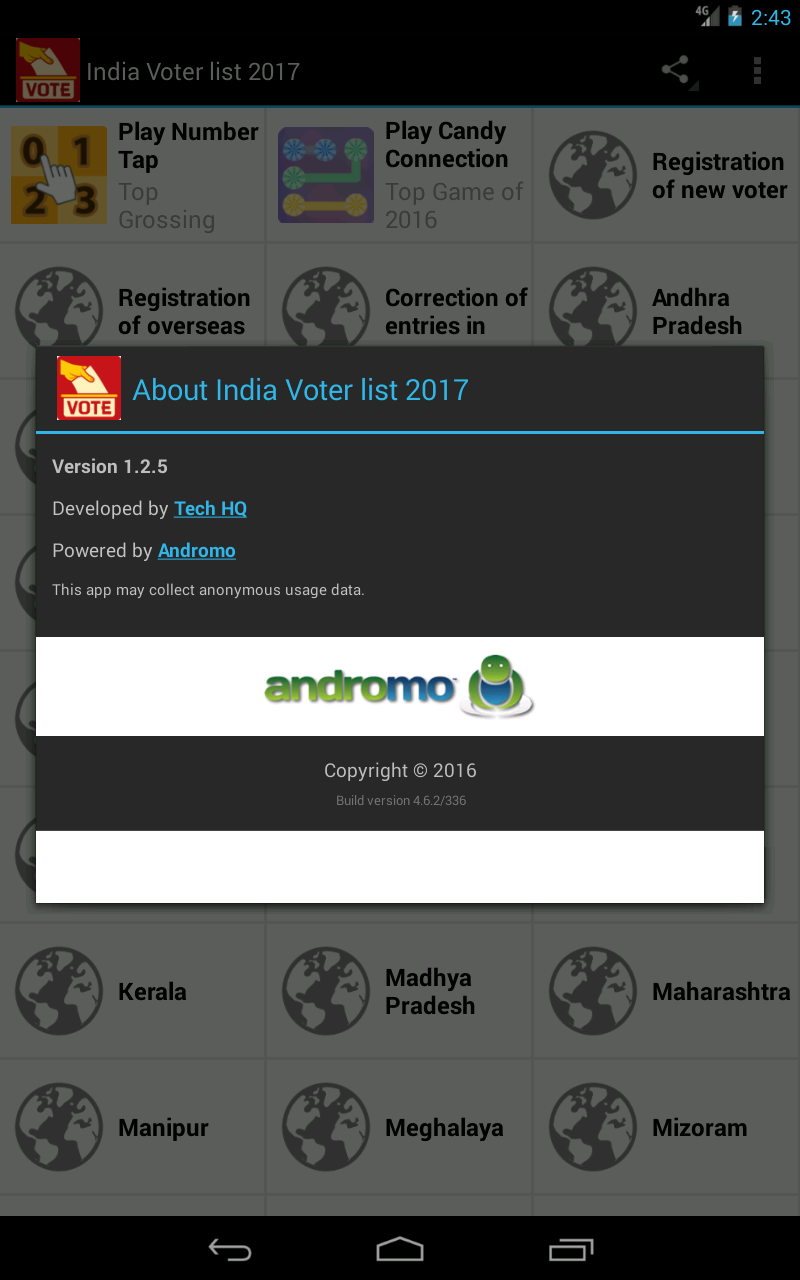 4G 2:43
VOTE India Voter list 2017
0 1 2 3
Play Number
Tap
Top
Grossing
Play Candy
Connection
Top Game of
2016
Registration
of new voter
Registration
of overseas
Correction of
entries in
Andhra
Pradesh
VOTE About India Voter list 2017
Version 1.2.5
Developed by Tech HQ
Powered by Andromo
This app may collect anonymous usage data.
andromo
Copyright © 2016
Build version 4.6.2/336
Kerala
Madhya
Pradesh
Maharashtra
Manipur
Meghalaya
Mizoram